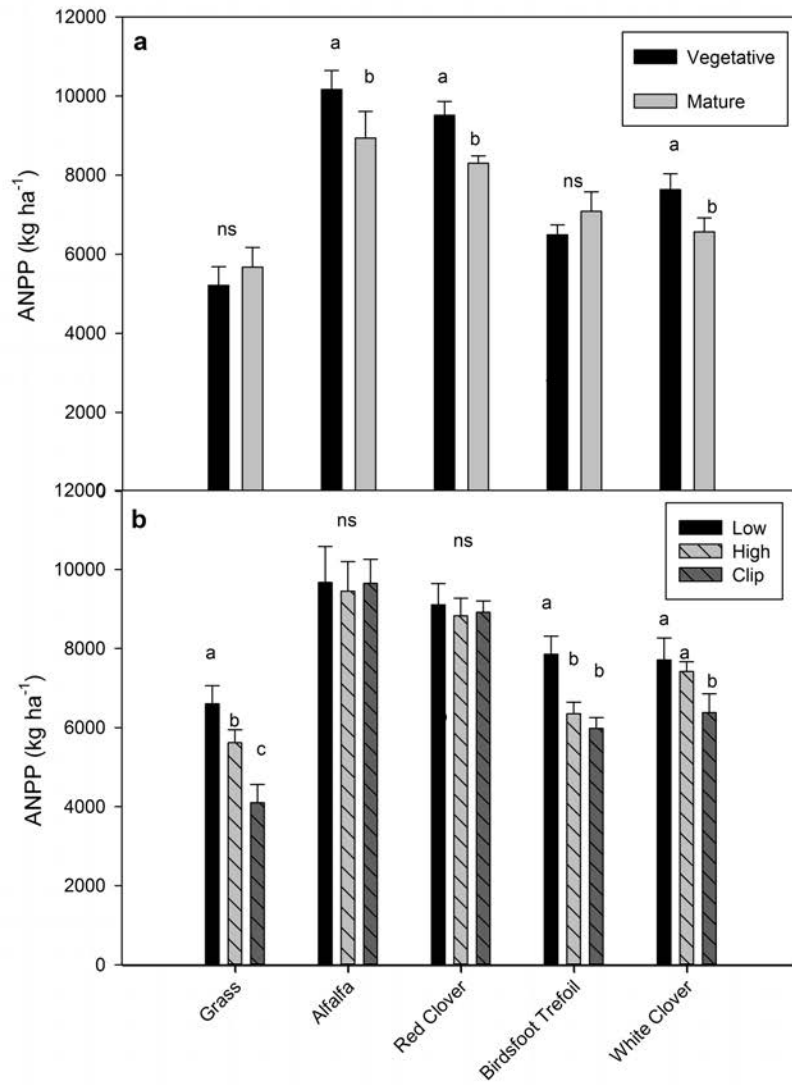 12000
a
a
b
a
b
Vegetative
Mature
10000
8000
a
b
ns
ns
6000
4000
2000
0
ANPP (kg ha⁻¹)
12000
b
ns
ns
Low
High
Clip
10000
8000
a
b
b
a
a
b
a
b
c
6000
4000
2000
0
ANPP (kg ha⁻¹)
Grass
Alfalfa
Red Clover
Birdsfoot Trefoil
White Clover